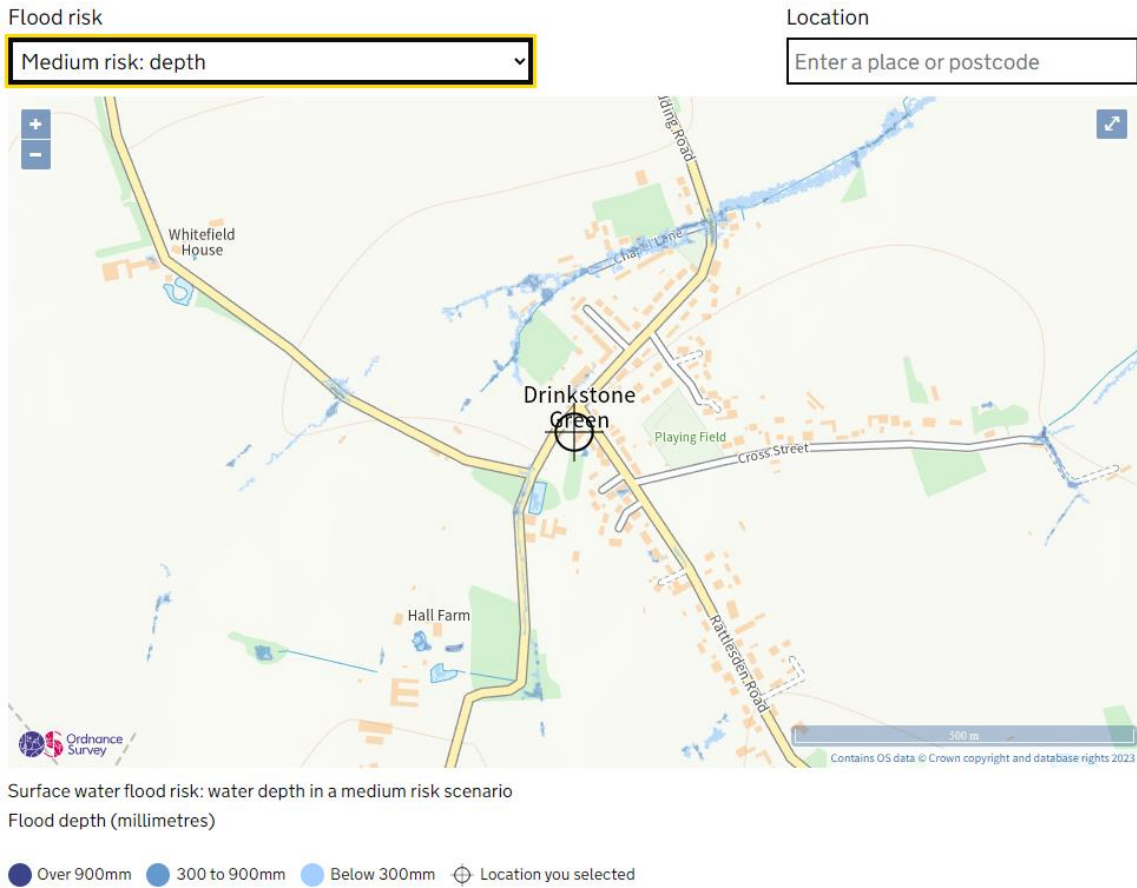 Flood risk
Location
Medium risk: depth
Enter a place or postcode
+
−
Whitefield
House
Chapel Lane
Drinkstone
Green
Playing Field
Cross Street
Hall Farm
Rattlesden Road
Ordnance
Survey
500 m
Contains OS data © Crown copyright and database rights 2023
Surface water flood risk: water depth in a medium risk scenario
Flood depth (millimetres)
Over 900mm
300 to 900mm
Below 300mm
Location you selected